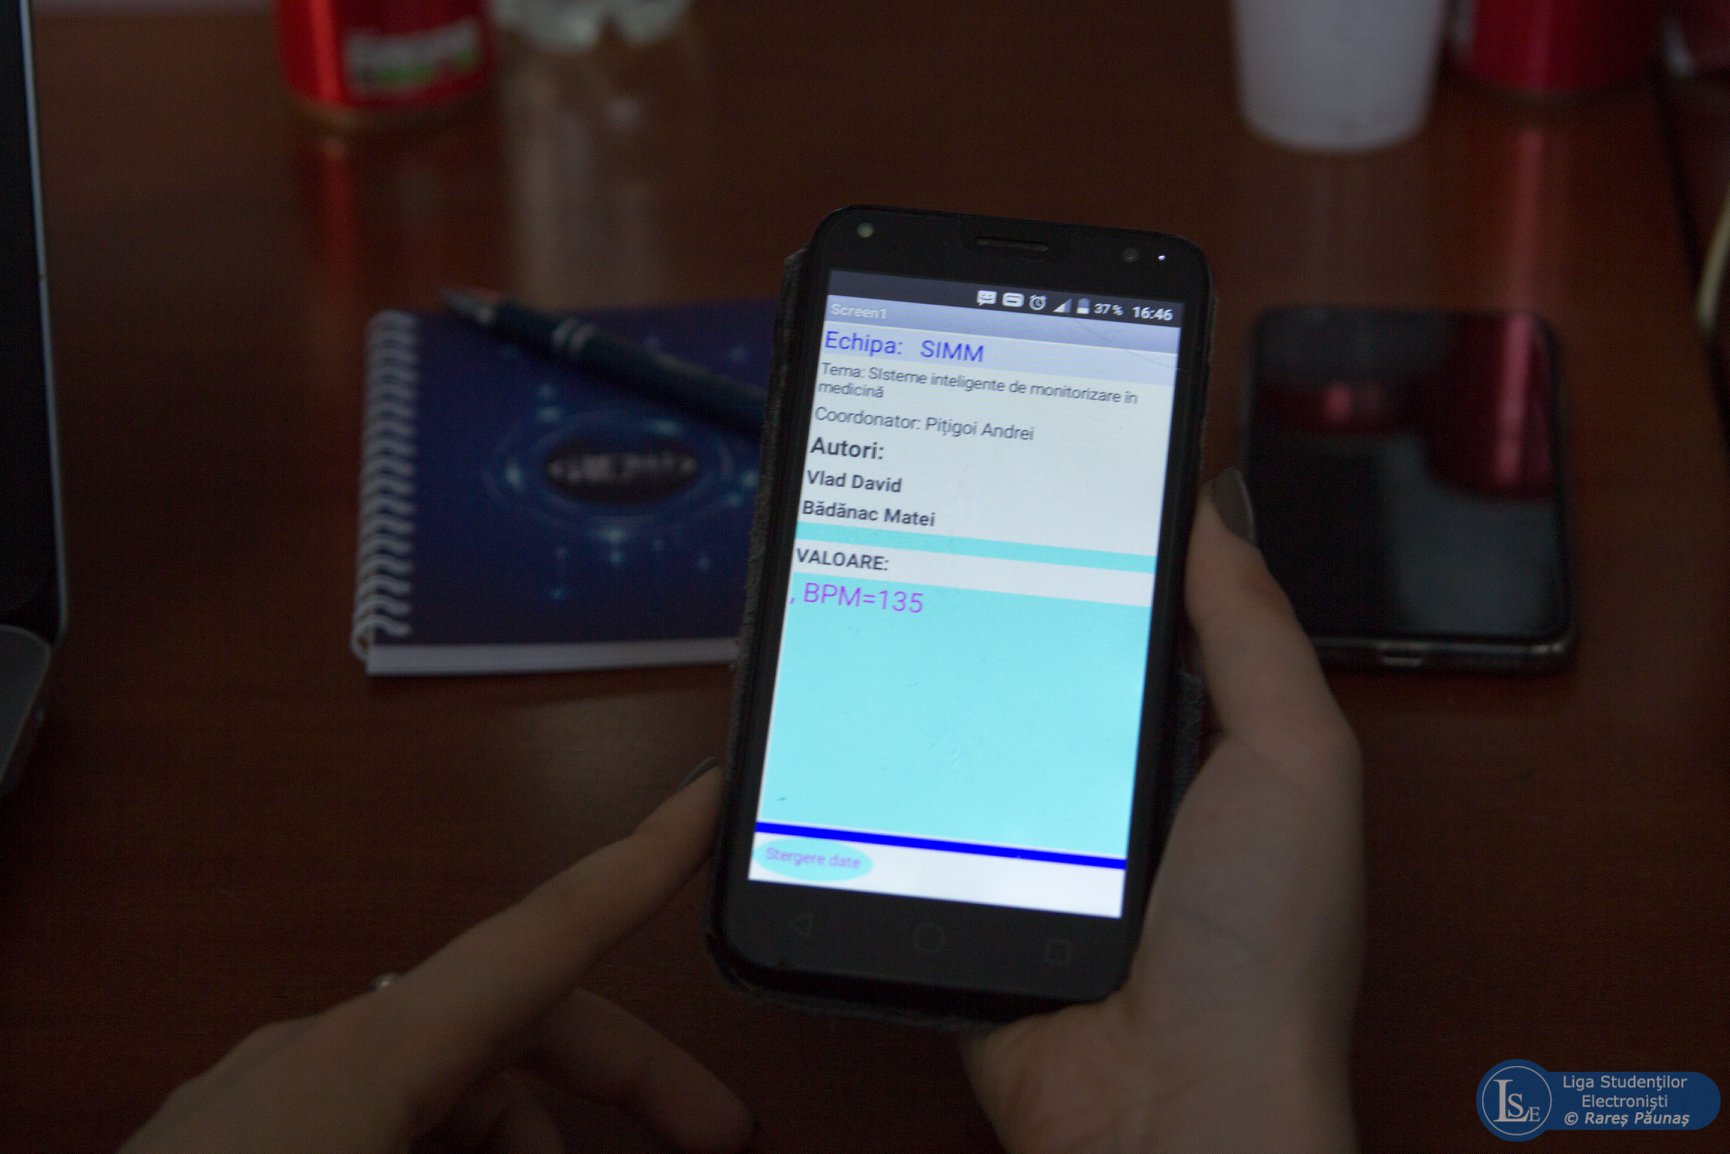 37 % 16:46
Screen1
Echipa: SIMM
Tema: SIsteme inteligente de monitorizare în
medicină
Coordonator: Pițigoi Andrei
Autori:
Vlad David
Bădănac Matei
VALOARE:
, BPM=135
Stergere date
LSE
Liga Studenţilor
Electronişti
© Rareş Păunaş